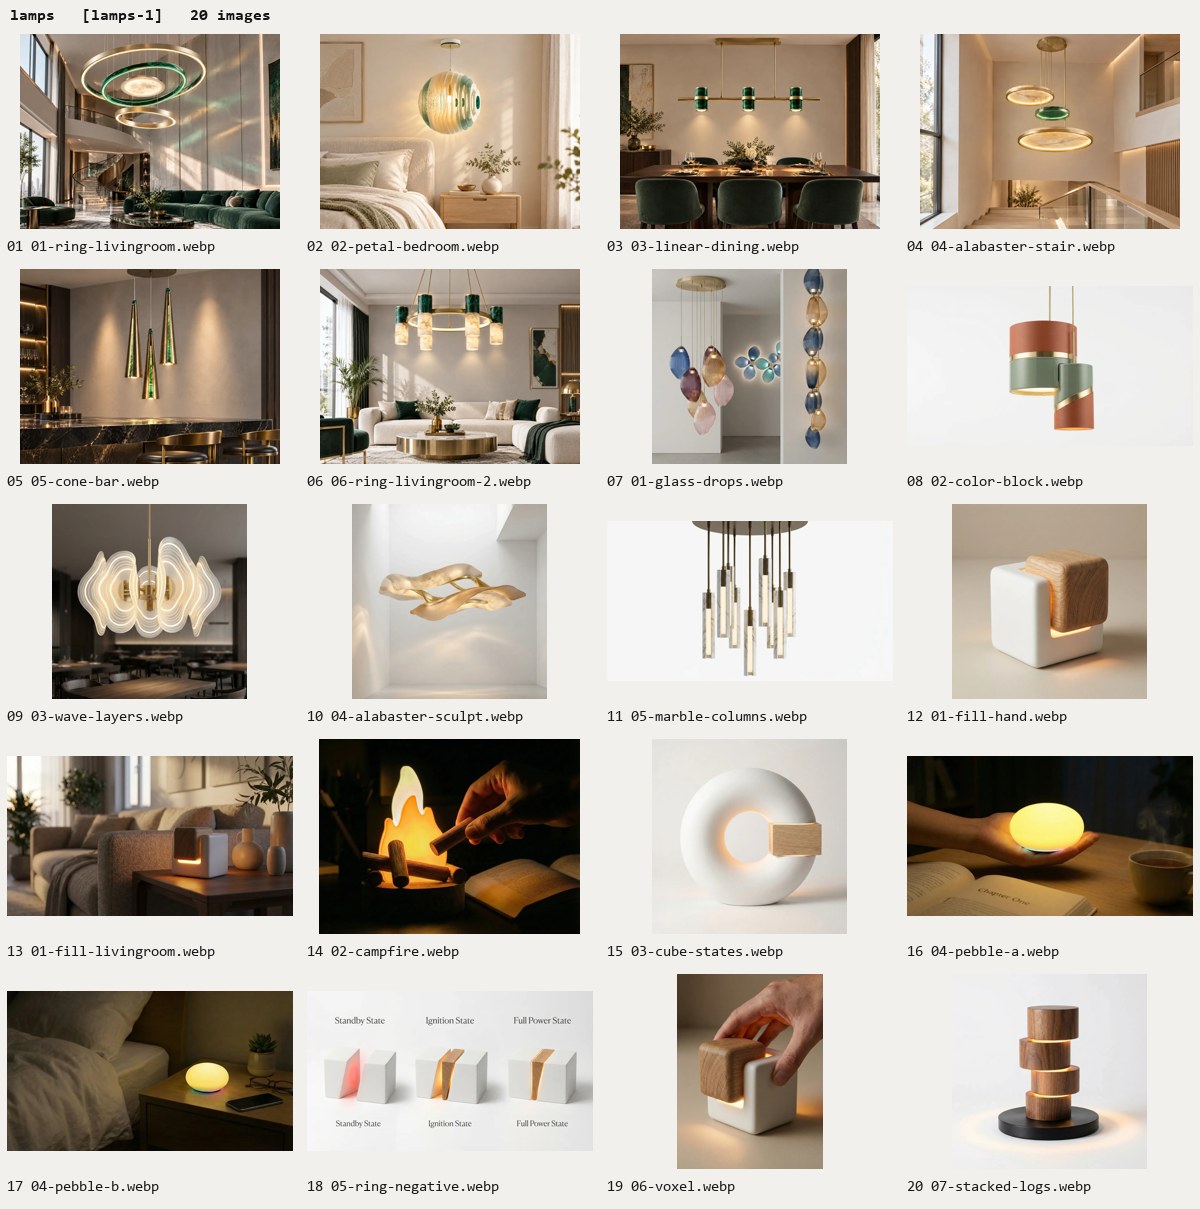 lamps [lamps-1] 20 images
01 01-ring-livingroom.webp
02 02-petal-bedroom.webp
03 03-linear-dining.webp
04 04-alabaster-stair.webp
05 05-cone-bar.webp
06 06-ring-livingroom-2.webp
07 01-glass-drops.webp
08 02-color-block.webp
09 03-wave-layers.webp
10 04-alabaster-sculpt.webp
11 05-marble-columns.webp
12 01-fill-hand.webp
Chapter One
13 01-fill-livingroom.webp
14 02-campfire.webp
15 03-cube-states.webp
16 04-pebble-a.webp
Standby State
Ignition State
Full Power State
Standby State
Ignition State
Full Power State
17 04-pebble-b.webp
18 05-ring-negative.webp
19 06-voxel.webp
20 07-stacked-logs.webp